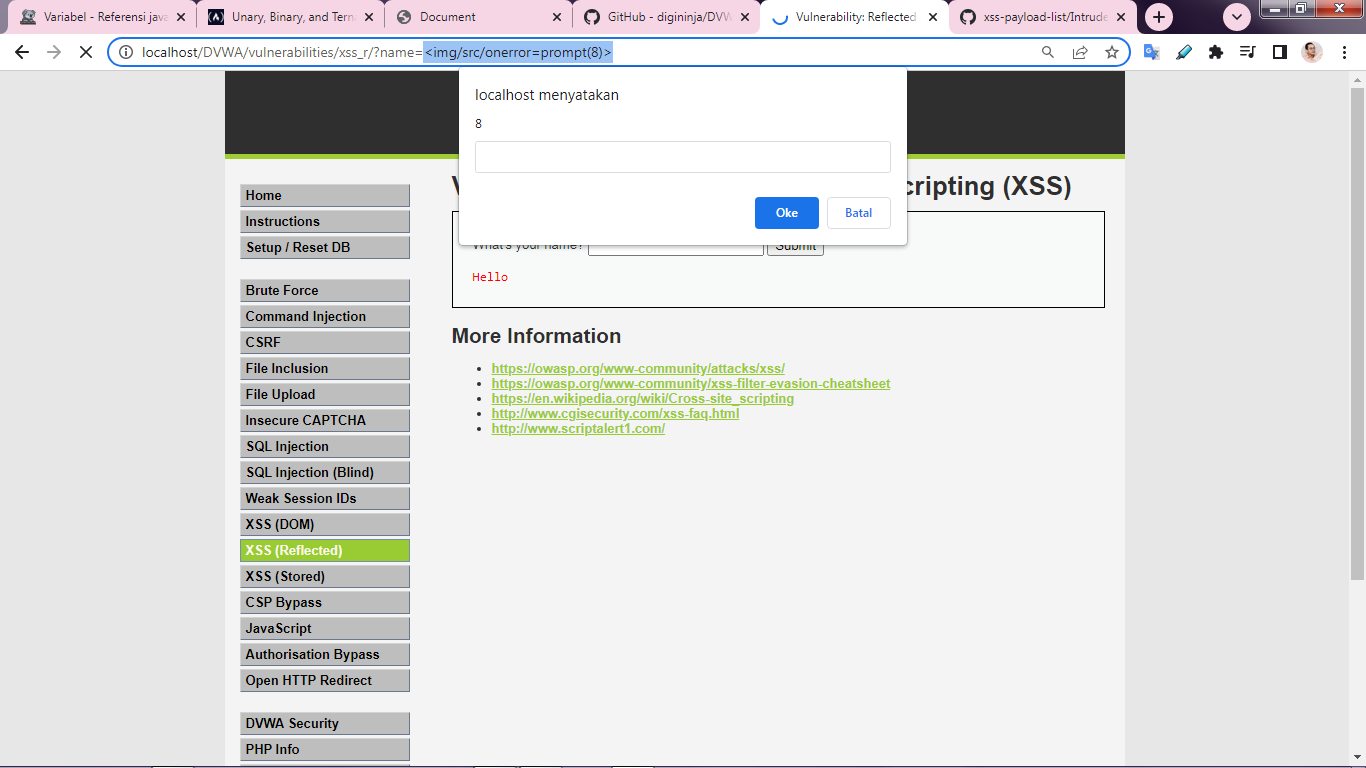 Variabel - Referensi java
Unary, Binary, and Terna
Document
GitHub - digininja/DVW
Vulnerability: Reflected
xss-payload-list/Intrude
localhost/DVWA/vulnerabilities/xss_r/?name=<img/src/onerror=prompt(8)>
localhost menyatakan
8
Oke
Batal
V
cripting (XSS)
What's your name?
Submit
Hello
More Information
https://owasp.org/www-community/attacks/xss/
https://owasp.org/www-community/xss-filter-evasion-cheatsheet
https://en.wikipedia.org/wiki/Cross-site_scripting
http://www.cgisecurity.com/xss-faq.html
http://www.scriptalert1.com/
Home
Instructions
Setup / Reset DB
Brute Force
Command Injection
CSRF
File Inclusion
File Upload
Insecure CAPTCHA
SQL Injection
SQL Injection (Blind)
Weak Session IDs
XSS (DOM)
XSS (Reflected)
XSS (Stored)
CSP Bypass
JavaScript
Authorisation Bypass
Open HTTP Redirect
DVWA Security
PHP Info